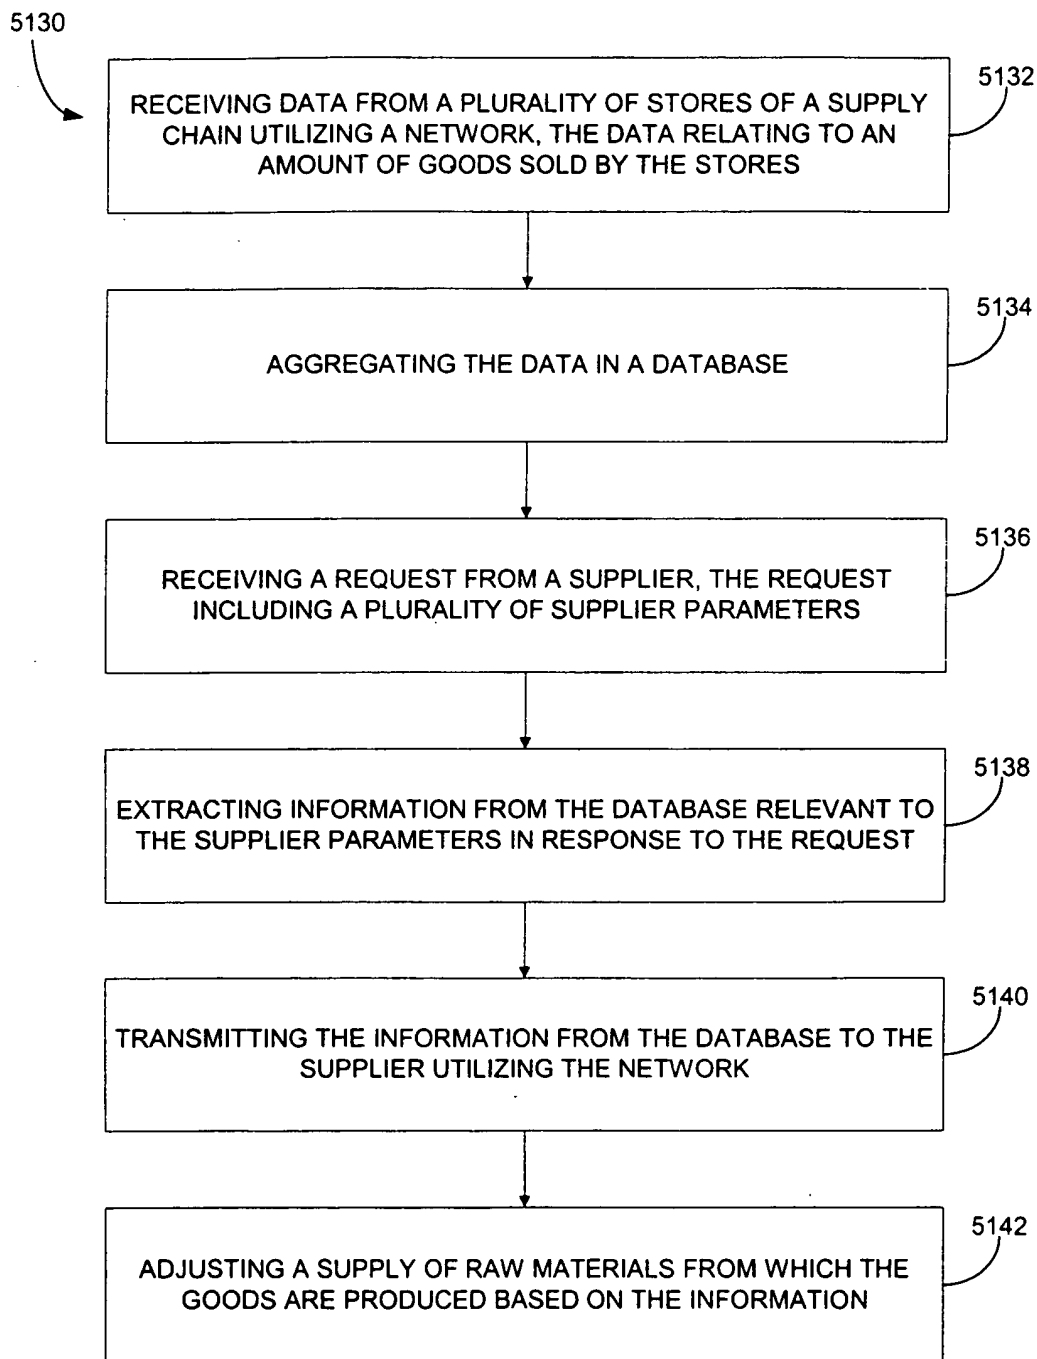 5130
5132
RECEIVING DATA FROM A PLURALITY OF STORES OF A SUPPLY
CHAIN UTILIZING A NETWORK, THE DATA RELATING TO AN
AMOUNT OF GOODS SOLD BY THE STORES
5134
AGGREGATING THE DATA IN A DATABASE
5136
RECEIVING A REQUEST FROM A SUPPLIER, THE REQUEST
INCLUDING A PLURALITY OF SUPPLIER PARAMETERS
5138
EXTRACTING INFORMATION FROM THE DATABASE RELEVANT TO
THE SUPPLIER PARAMETERS IN RESPONSE TO THE REQUEST
5140
TRANSMITTING THE INFORMATION FROM THE DATABASE TO THE
SUPPLIER UTILIZING THE NETWORK
5142
ADJUSTING A SUPPLY OF RAW MATERIALS FROM WHICH THE
GOODS ARE PRODUCED BASED ON THE INFORMATION